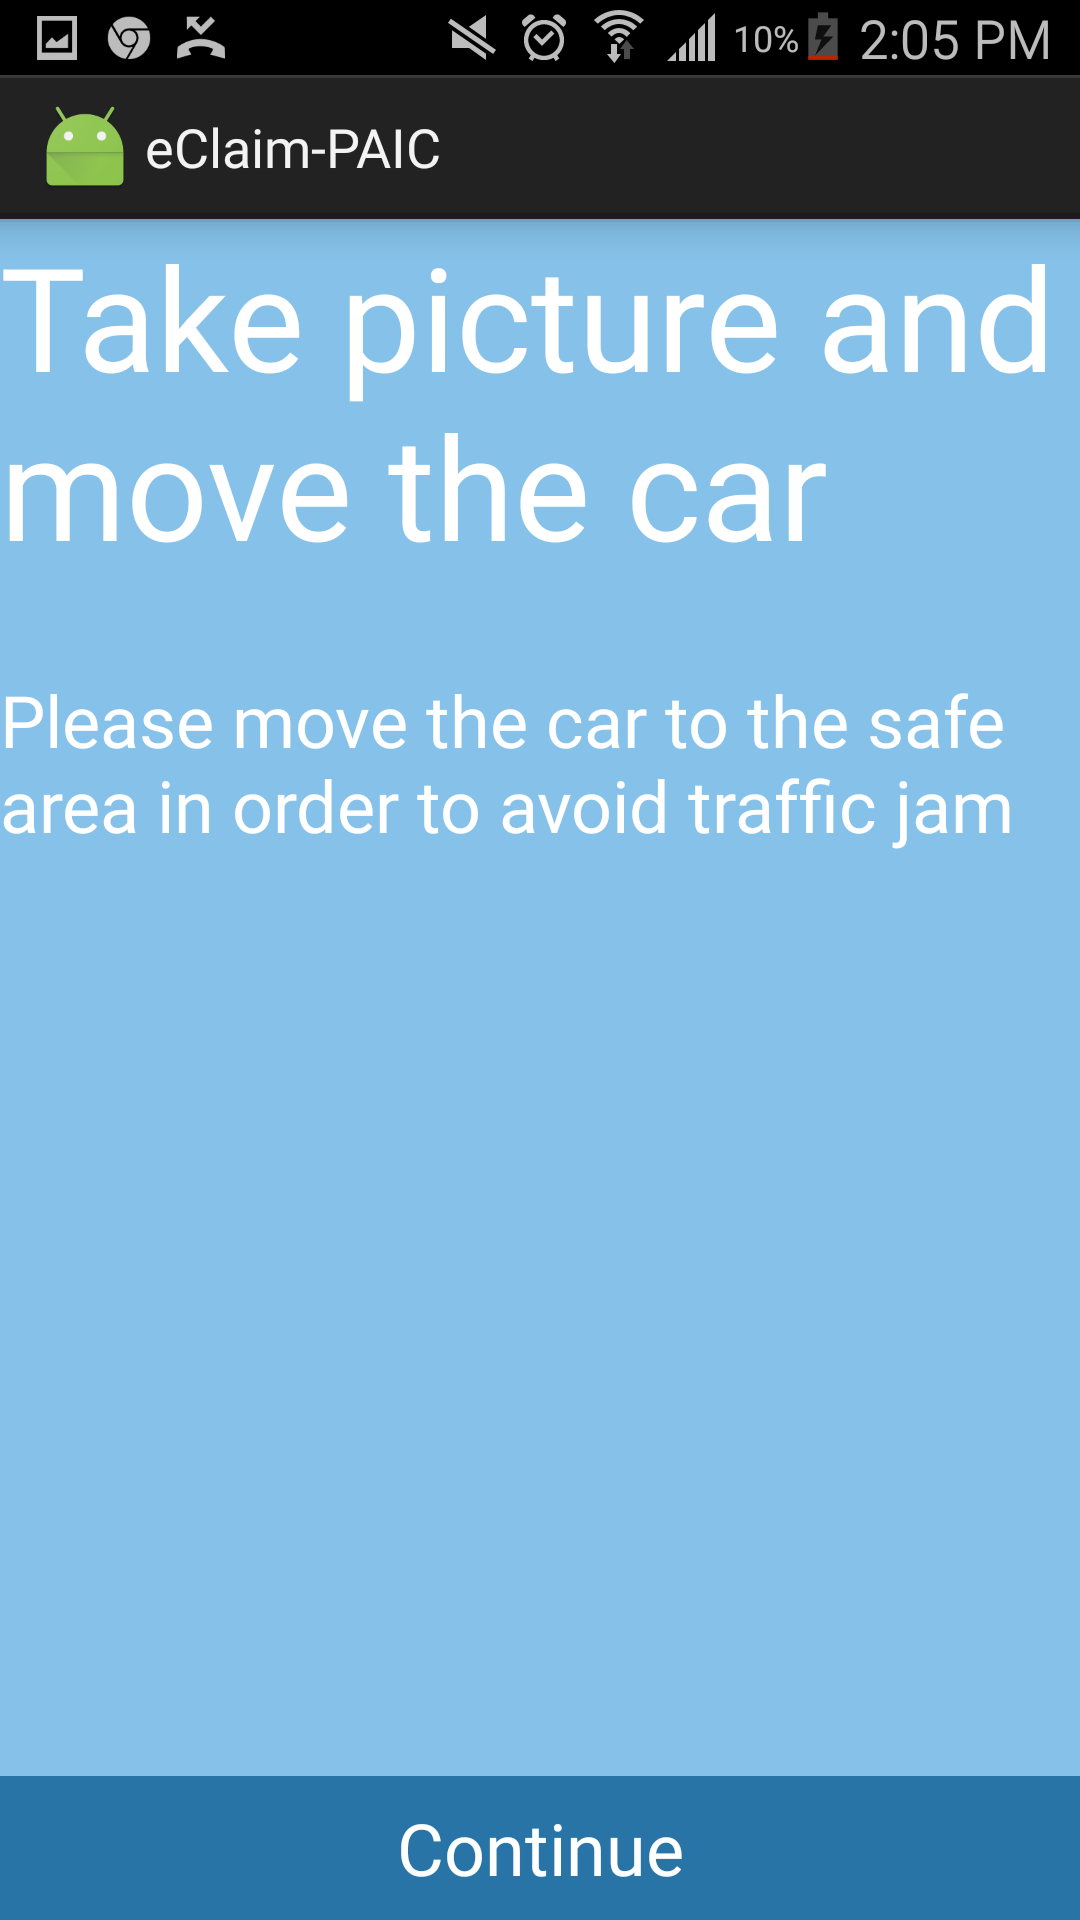 10% 2:05 PM
eClaim-PAIC
Take picture and
move the car
Please move the car to the safe
area in order to avoid traffic jam
Continue